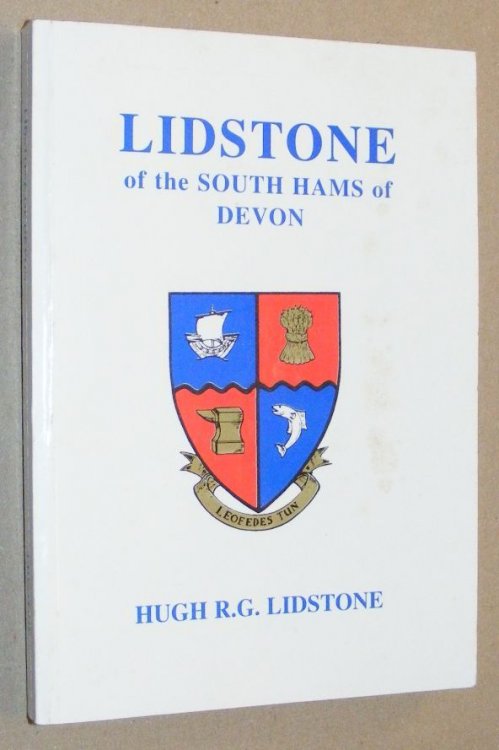 LIDSTONE
of the SOUTH HAMS of
DEVON
LEOFEDES TUN
HUGH R.G. LIDSTONE